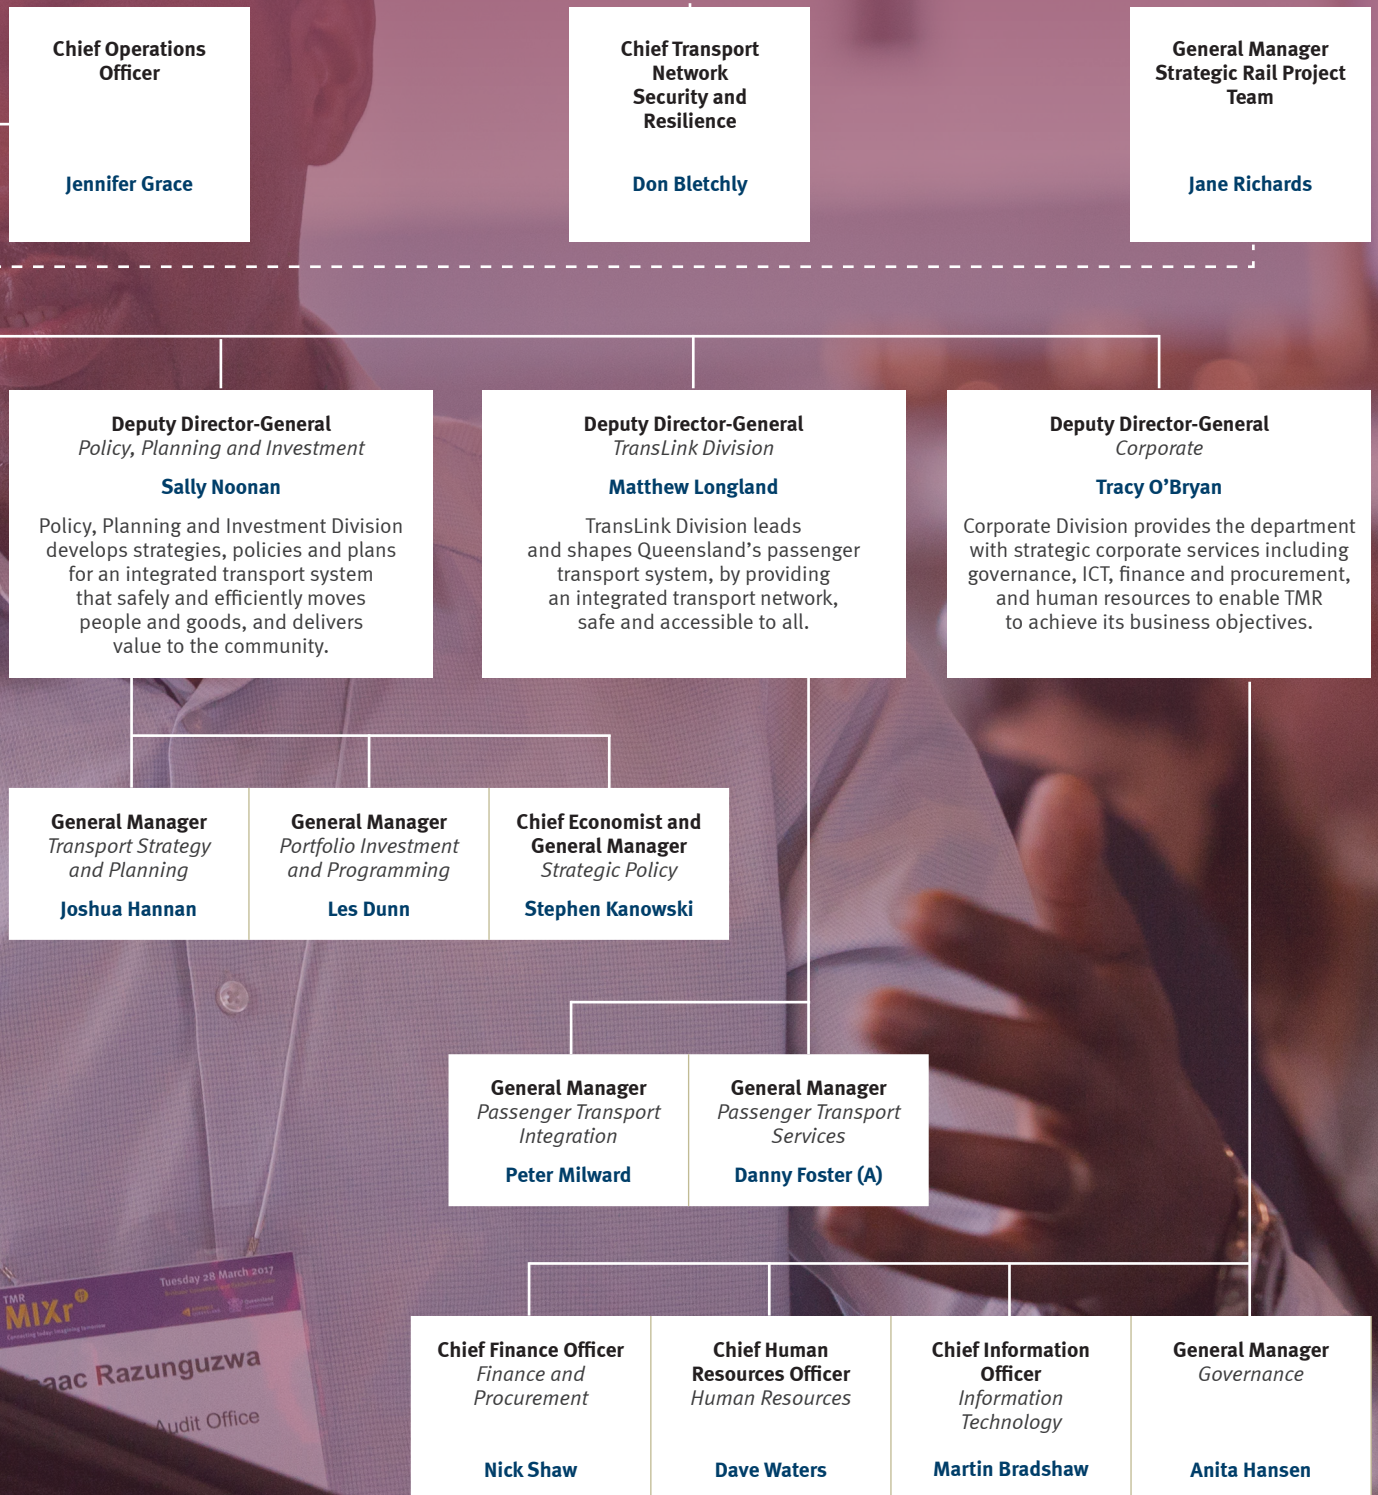 Chief Operations
Officer
Jennifer Grace
Chief Transport
Network
Security and
Resilience
Don Bletchly
General Manager
Strategic Rail Project
Team
Jane Richards
Deputy Director-General
Policy, Planning and Investment
Sally Noonan
Policy, Planning and Investment Division
develops strategies, policies and plans
for an integrated transport system
that safely and efficiently moves
people and goods, and delivers
value to the community.
Deputy Director-General
TransLink Division
Matthew Longland
TransLink Division leads
and shapes Queensland’s passenger
transport system, by providing
an integrated transport network,
safe and accessible to all.
Deputy Director-General
Corporate
Tracy O’Bryan
Corporate Division provides the department
with strategic corporate services including
governance, ICT, finance and procurement,
and human resources to enable TMR
to achieve its business objectives.
General Manager
Transport Strategy
and Planning
Joshua Hannan
General Manager
Portfolio Investment
and Programming
Les Dunn
Chief Economist and
General Manager
Strategic Policy
Stephen Kanowski
General Manager
Passenger Transport
Integration
Peter Milward
General Manager
Passenger Transport
Services
Danny Foster (A)
Chief Finance Officer
Finance and
Procurement
Nick Shaw
Chief Human
Resources Officer
Human Resources
Dave Waters
Chief Information
Officer
Information
Technology
Martin Bradshaw
General Manager
Governance
Anita Hansen
Tuesday 28 March 2017
TMR
MIXr
Razunguzwa
Audit Office